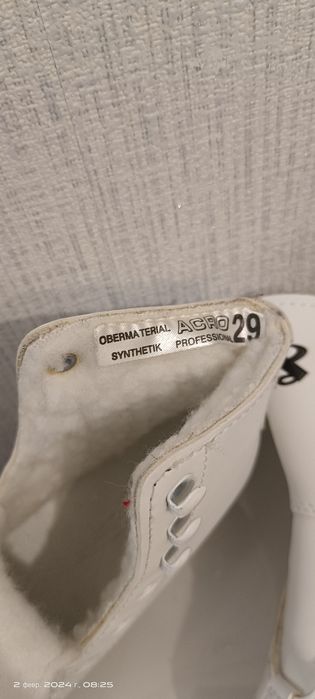 OBERMATERIAL ACRO 29
SYNTHETIK PROFESSIONAL
2 февр. 2024 г., 08:25